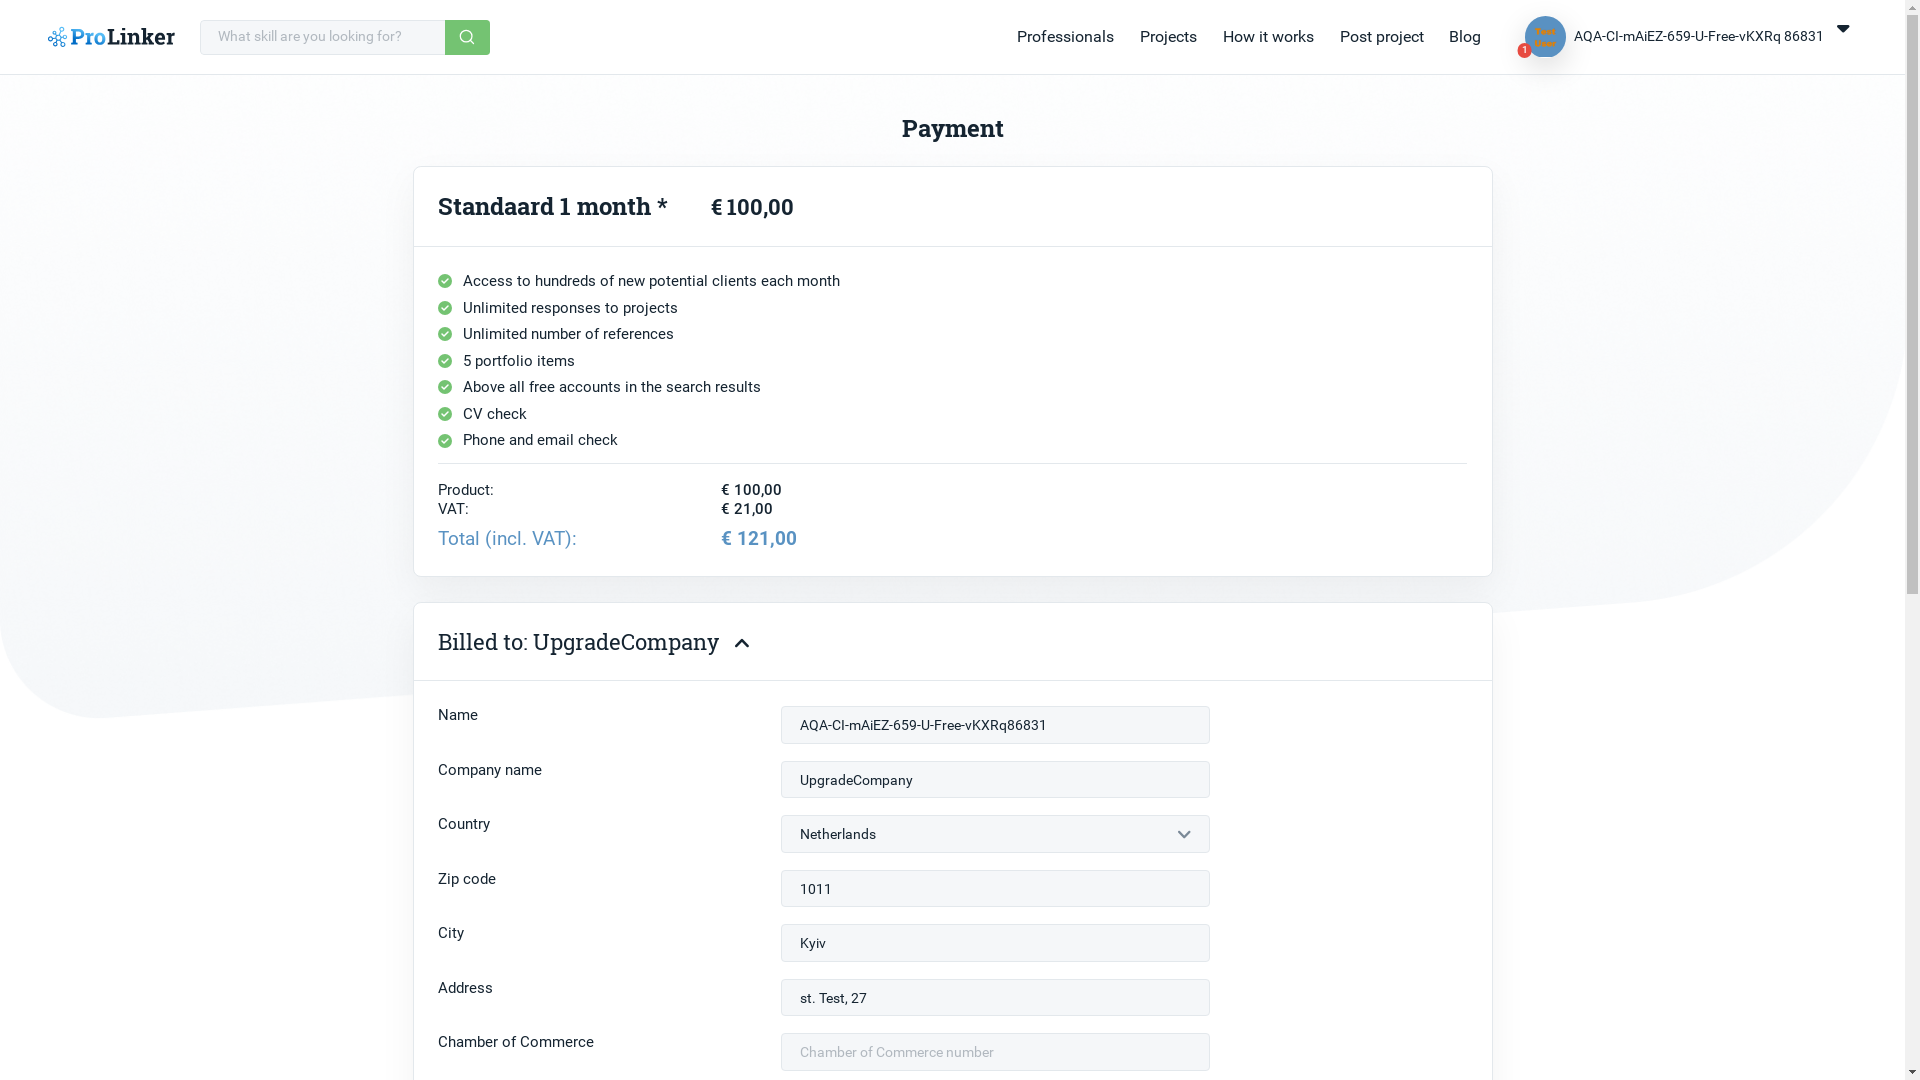 ProLinker
What skill are you looking for?
Professionals Projects How it works Post project Blog
Test User
1
AQA-CI-mAiEZ-659-U-Free-vKXRq 86831
Payment
Standaard 1 month * € 100,00
Access to hundreds of new potential clients each month
Unlimited responses to projects
Unlimited number of references
5 portfolio items
Above all free accounts in the search results
CV check
Phone and email check
Product: € 100,00
VAT: € 21,00
Total (incl. VAT): € 121,00
Billed to: UpgradeCompany
Name AQA-CI-mAiEZ-659-U-Free-vKXRq86831
Company name UpgradeCompany
Country Netherlands
Zip code 1011
City Kyiv
Address st. Test, 27
Chamber of Commerce Chamber of Commerce number